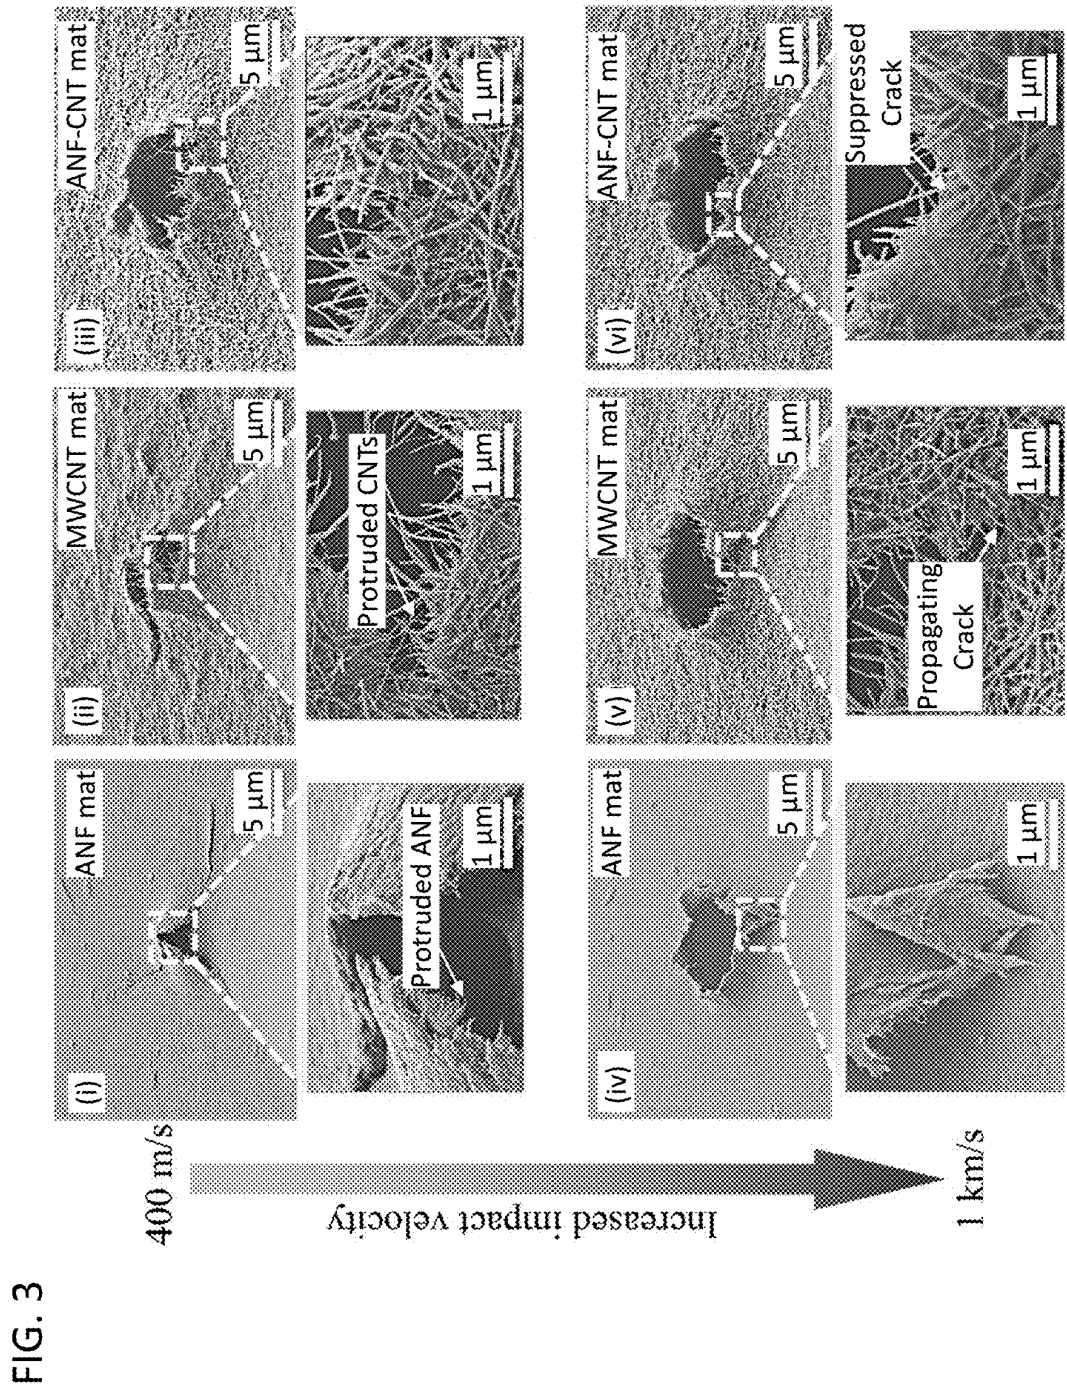 FIG. 3
400 m/s
Increased impact velocity
1 km/s
(i)
ANF mat
5 μm
Protruded ANF
1 μm
(ii)
MWCNT mat
5 μm
Protruded CNTs
1 μm
(iii)
ANF-CNT mat
5 μm
1 μm
(iv)
ANF mat
5 μm
1 μm
(v)
MWCNT mat
5 μm
Propagating
Crack
1 μm
(vi)
ANF-CNT mat
5 μm
Suppressed
Crack
1 μm